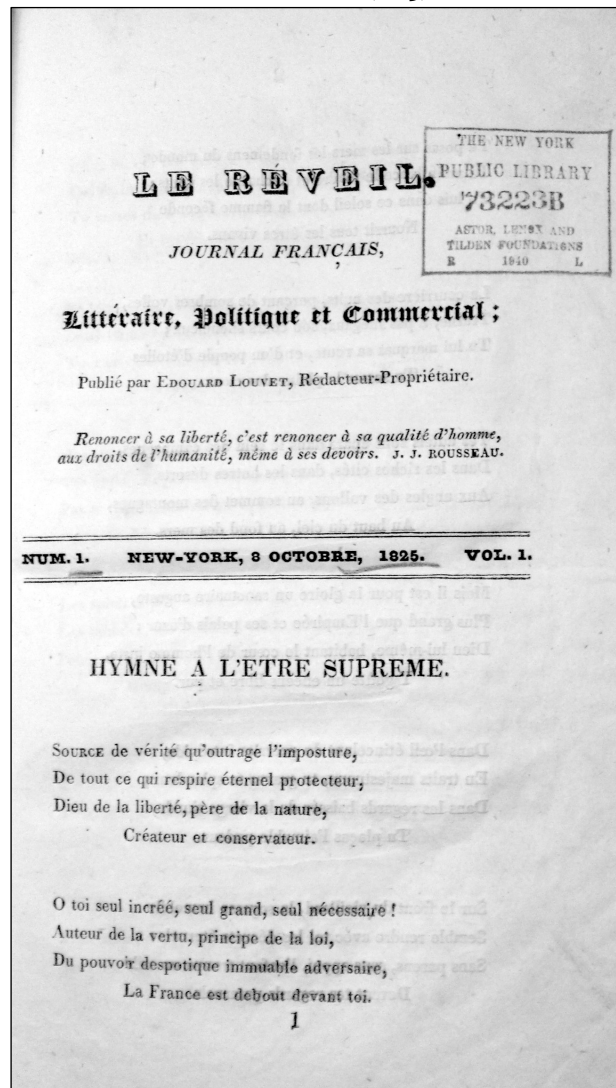 LE RÉVEIL.
THE NEW YORK
PUBLIC LIBRARY
73223B
ASTOR, LENOX AND
TILDEN FOUNDATIONS
R 1940 L
JOURNAL FRANCAIS,
Littéraire, Politique et Commercial ;
Publié par EDOUARD LOUVET, Rédacteur-Propriétaire.
Renoncer à sa liberté, c'est renoncer à sa qualité d'homme,
aux droits de l'humanité, même à ses devoirs. J. J. ROUSSEAU.
NUM. 1. NEW-YORK, 8 OCTOBRE, 1825. VOL. 1.
HYMNE A L'ETRE SUPREME.
SOURCE de vérité qu'outrage l'imposture,
De tout ce qui respire éternel protecteur,
Dieu de la liberté, père de la nature,
Créateur et conservateur.
O toi seul incréé, seul grand, seul nécessaire !
Auteur de la vertu, principe de la loi,
Du pouvoir despotique immuable adversaire,
La France est debout devant toi.
1